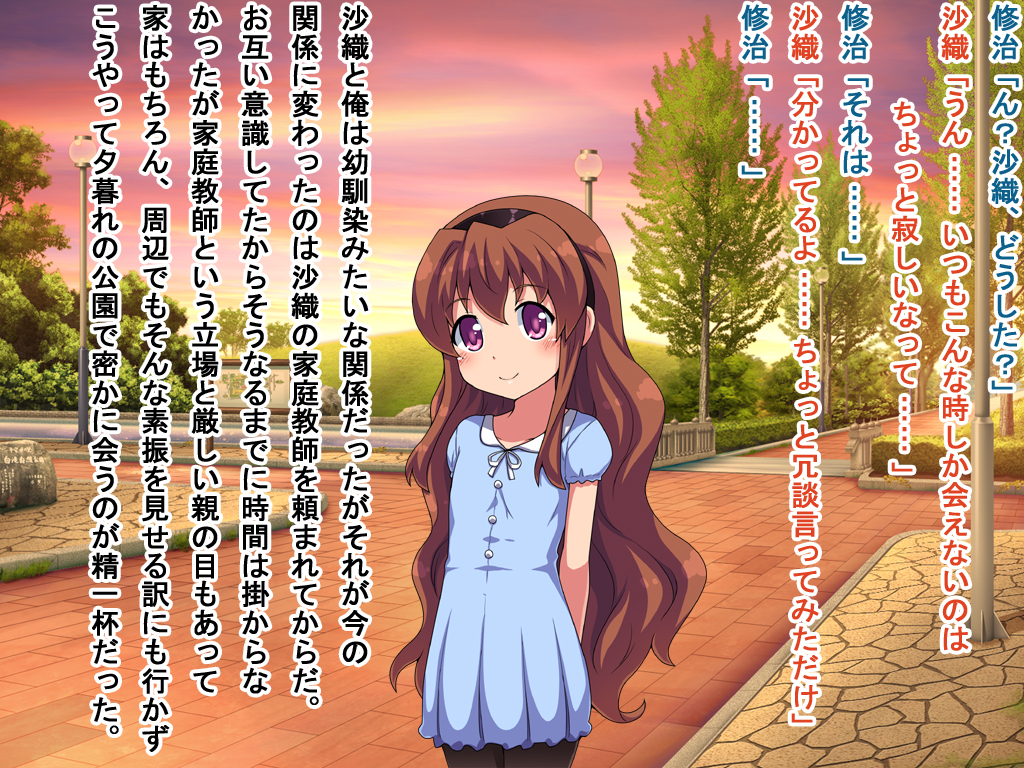 修治「ん？沙織、どうした？」
沙織「うん……いつもこんな時しか会えないのは
ちょっと寂しいなって……」
修治「それは……」
沙織「分かってるよ……ちょっと冗談言ってみただけ」
修治「……」
沙織と俺は幼馴染みたいな関係だったがそれが今の
関係に変わったのは沙織の家庭教師を頼まれてからだ。
お互い意識してたからそうなるまでに時間は掛からな
かったが家庭教師という立場と厳しい親の目もあって
家はもちろん、周辺でもそんな素振を見せる訳にも行かず
こうやって夕暮れの公園で密かに会うのが精一杯だった。